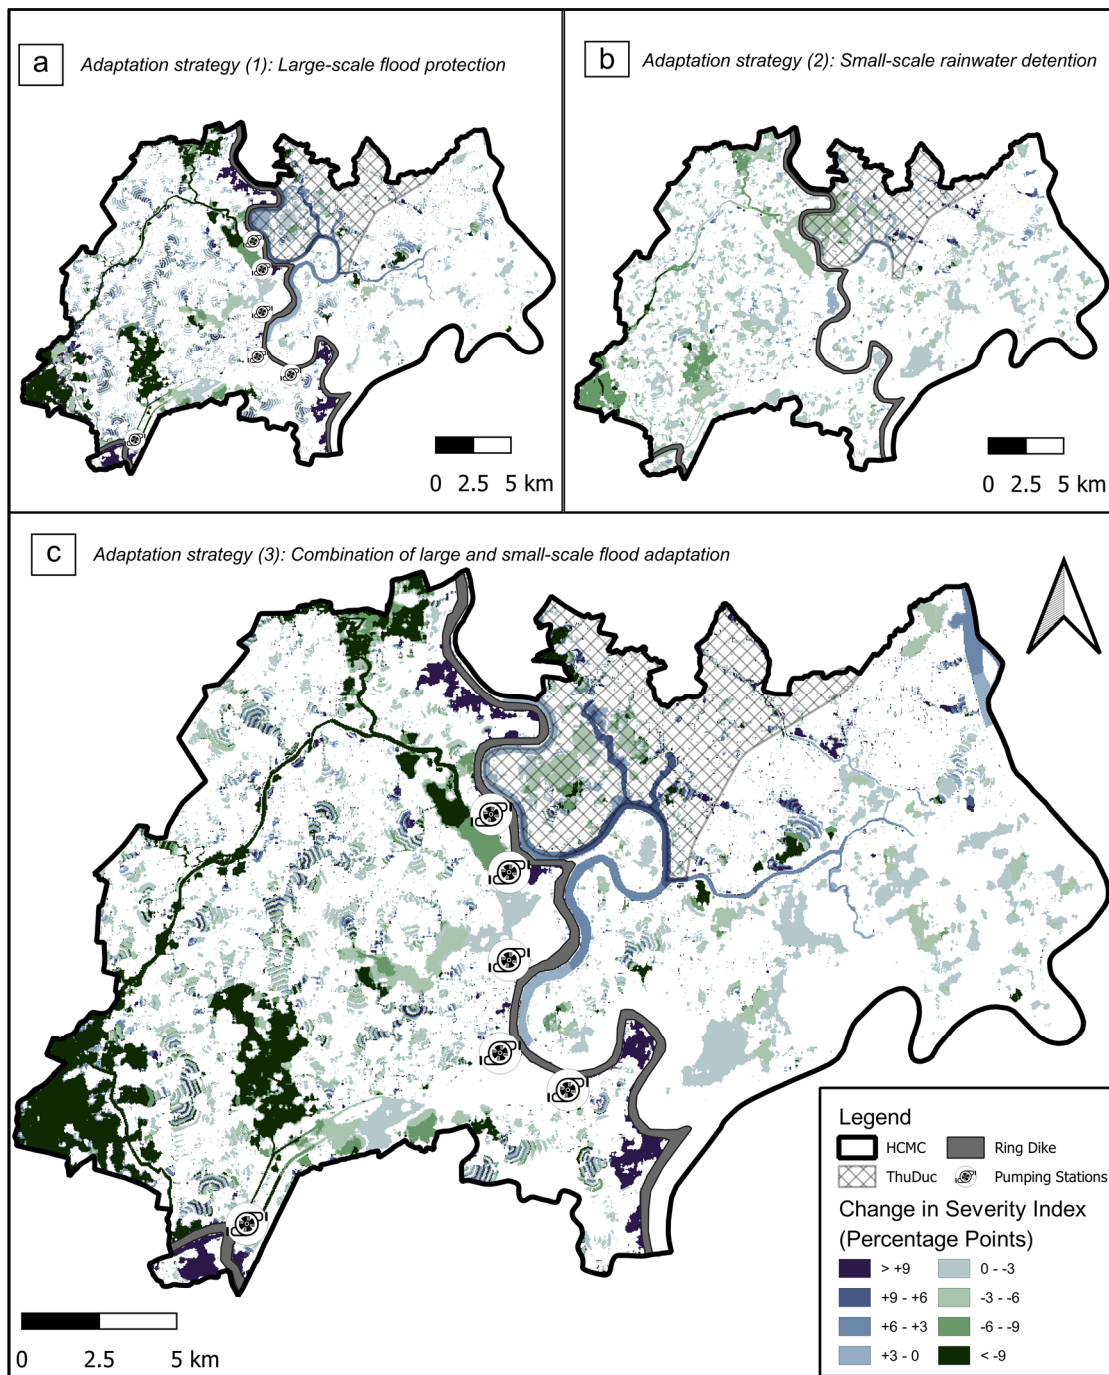 a
Adaptation strategy (1): Large-scale flood protection
0 2.5 5 km
b
Adaptation strategy (2): Small-scale rainwater detention
0 2.5 5 km
c
Adaptation strategy (3): Combination of large and small-scale flood adaptation
0 2.5 5 km
Legend
HCMC Ring Dike
ThuDuc Pumping Stations
Change in Severity Index
(Percentage Points)
> +9 0 - -3
+9 - +6 -3 - -6
+6 - +3 -6 - -9
+3 - 0 < -9